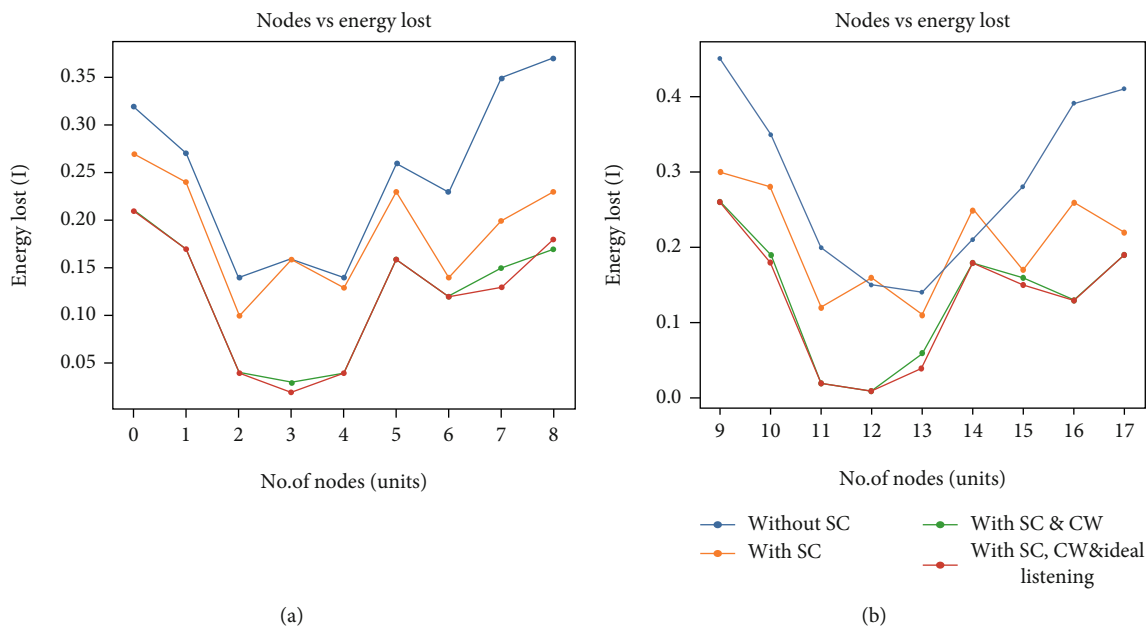 Nodes vs energy lost
Energy lost (I)
0.35
0.30
0.25
0.20
0.15
0.10
0.05
0 1 2 3 4 5 6 7 8
No.of nodes (units)
(a)
Nodes vs energy lost
Energy lost (I)
0.4
0.3
0.2
0.1
0.0
9 10 11 12 13 14 15 16 17
No.of nodes (units)
Without SC
With SC
With SC & CW
With SC, CW&ideal
listening
(b)